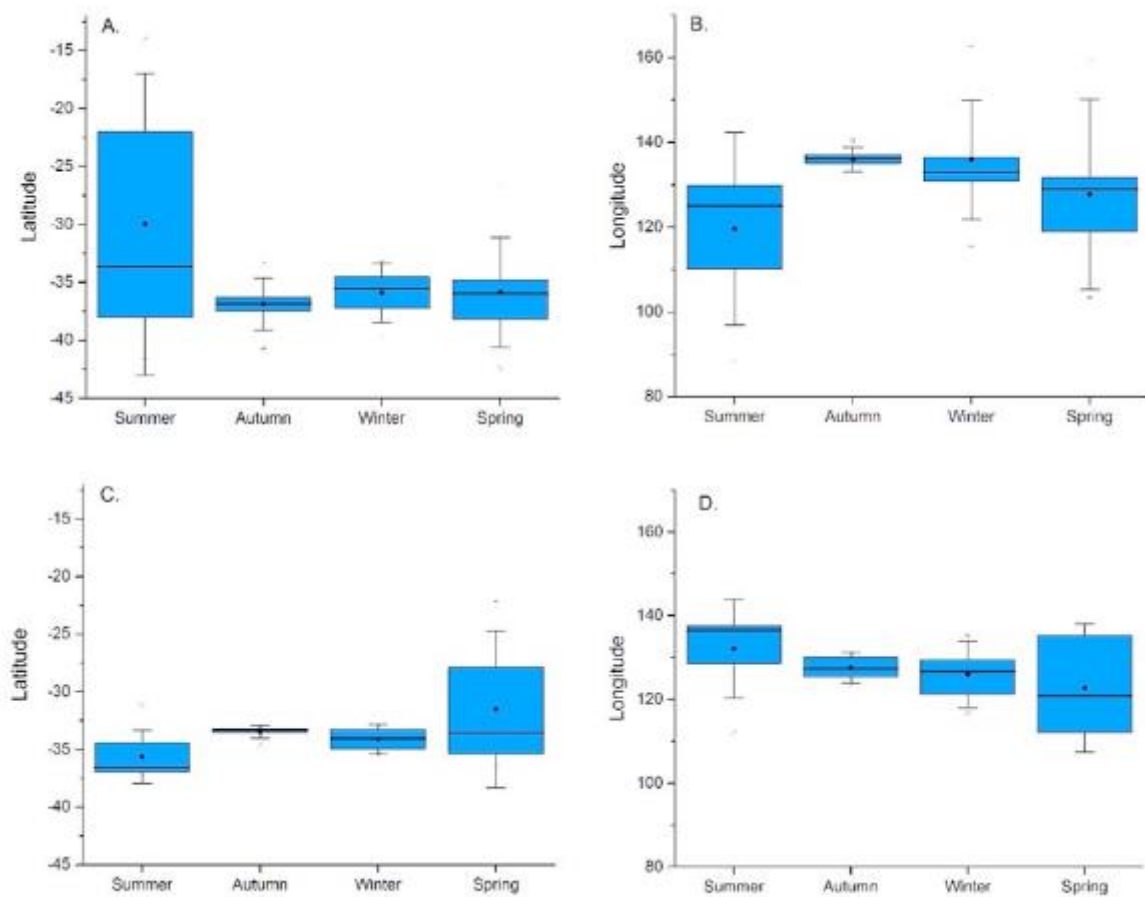 A.
Latitude
-15
-20
-25
-30
-35
-40
-45
Summer Autumn Winter Spring
B.
Longitude
160
140
120
100
80
Summer Autumn Winter Spring
C.
Latitude
-15
-20
-25
-30
-35
-40
-45
Summer Autumn Winter Spring
D.
Longitude
160
140
120
100
80
Summer Autumn Winter Spring